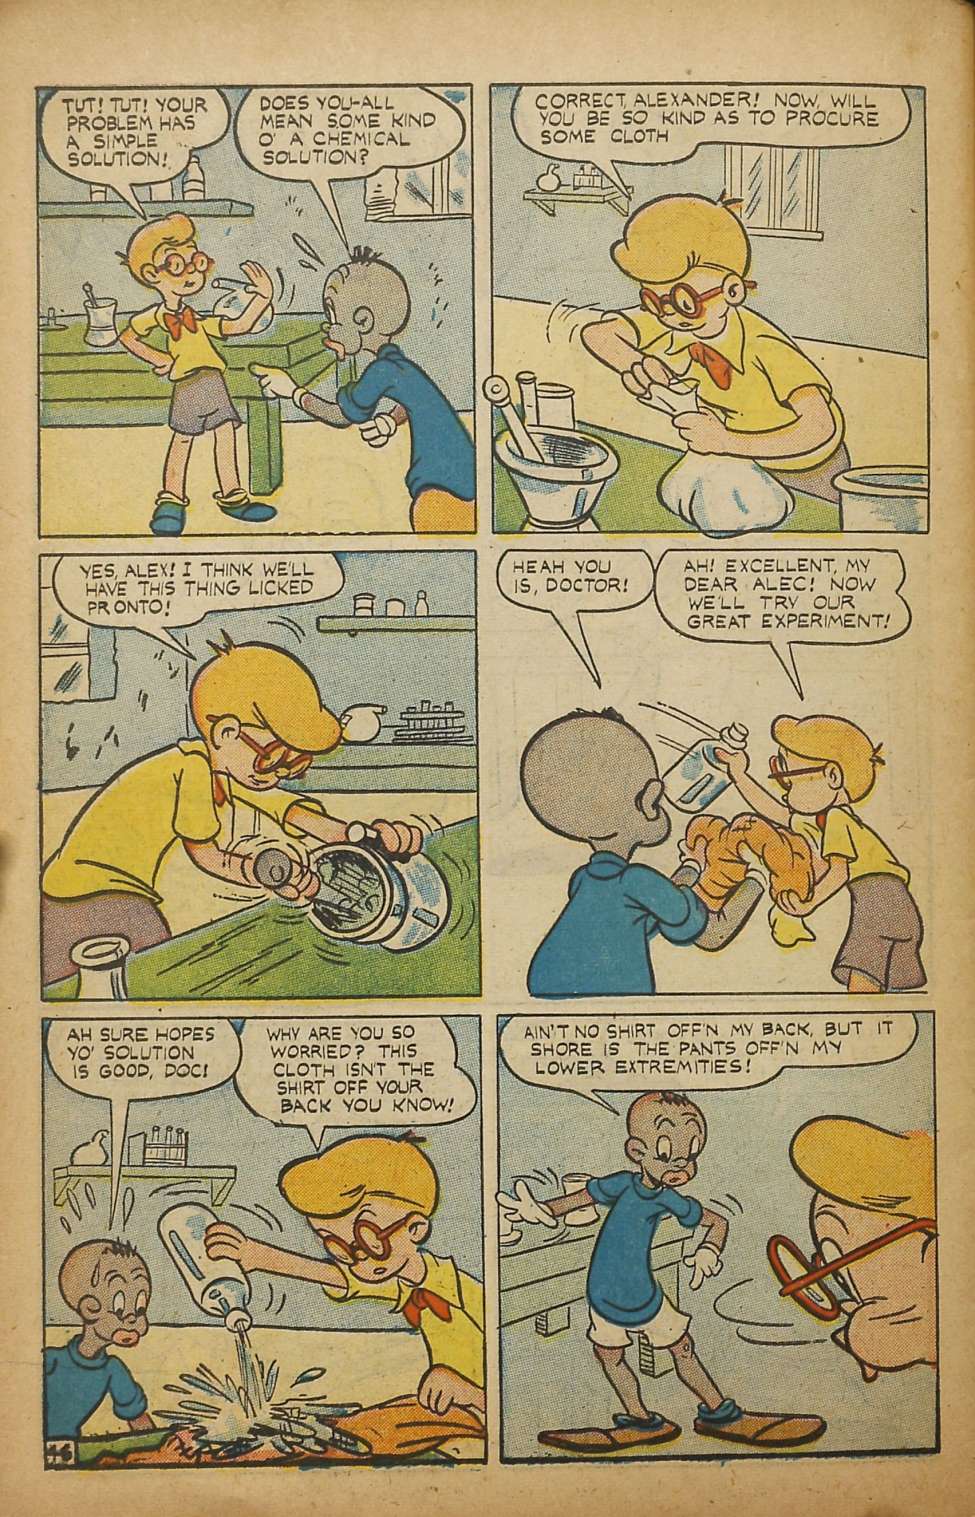 TUT! TUT! YOUR
PROBLEM HAS
A SIMPLE
SOLUTION!
DOES YOU-ALL
MEAN SOME KIND
O' A CHEMICAL
SOLUTION?
CORRECT, ALEXANDER! NOW, WILL
YOU BE SO KIND AS TO PROCURE
SOME CLOTH
YES, ALEX! I THINK WE'LL
HAVE THIS THING LICKED
PRONTO!
HEAH YOU
IS, DOCTOR!
AH! EXCELLENT, MY
DEAR ALEC! NOW
WE'LL TRY OUR
GREAT EXPERIMENT!
AH SURE HOPES
YO' SOLUTION
IS GOOD, DOC!
WHY ARE YOU SO
WORRIED? THIS
CLOTH ISN'T THE
SHIRT OFF YOUR
BACK YOU KNOW!
AIN'T NO SHIRT OFF'N MY BACK, BUT IT
SHORE IS THE PANTS OFF'N MY
LOWER EXTREMITIES!
46